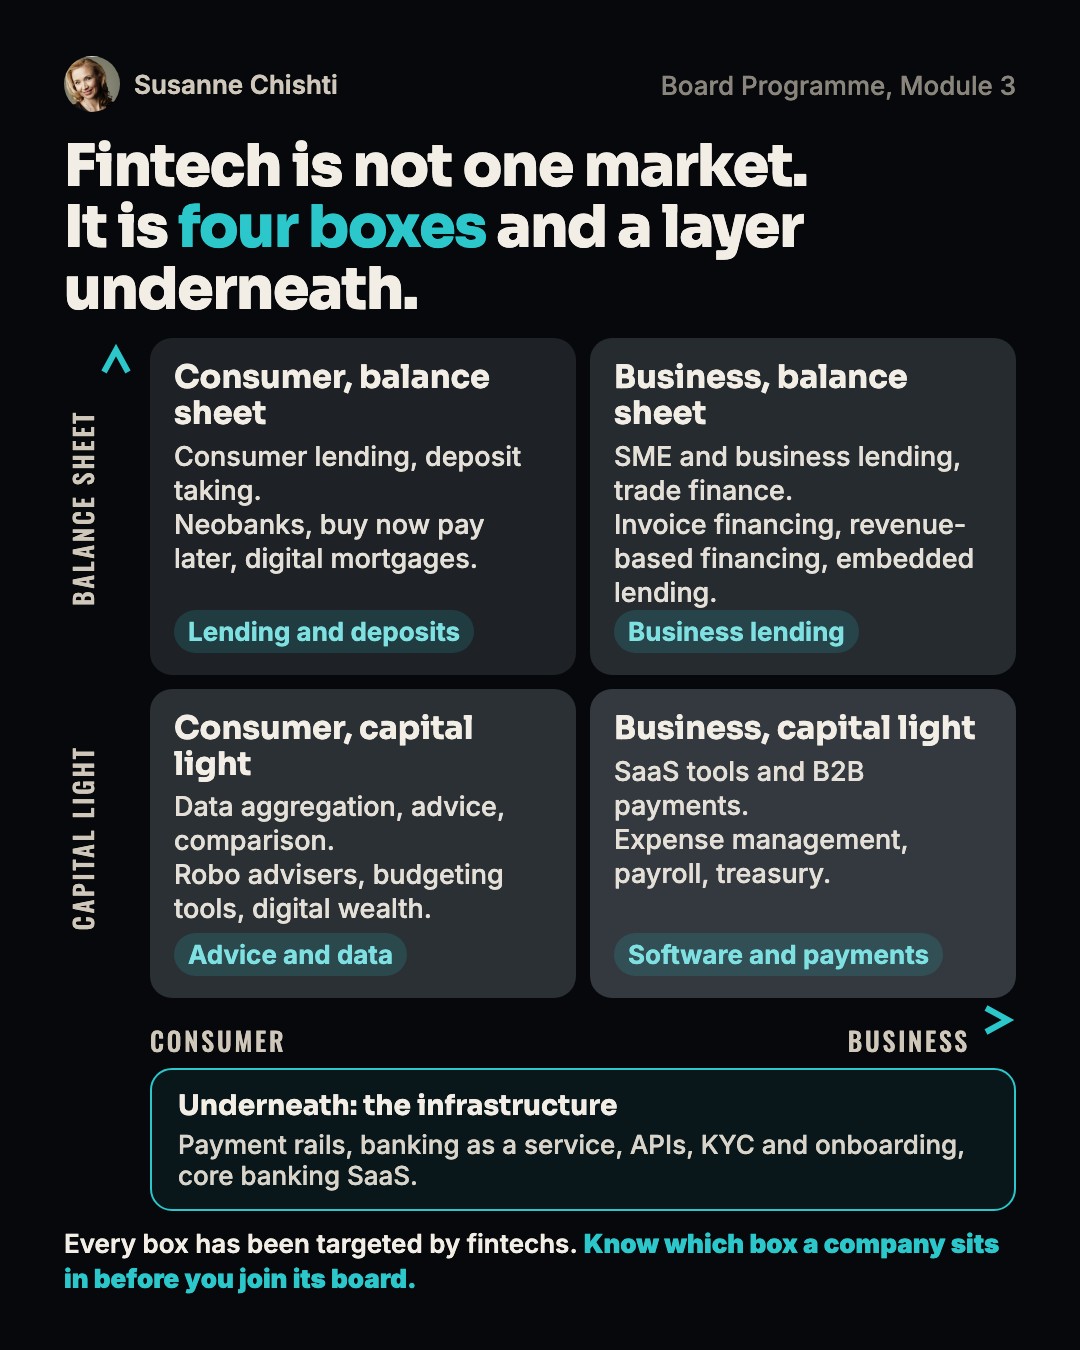 Susanne Chishti
Board Programme, Module 3
Fintech is not one market.
It is four boxes and a layer
underneath.
BALANCE SHEET
Consumer, balance
sheet
Consumer lending, deposit
taking.
Neobanks, buy now pay
later, digital mortgages.
Lending and deposits
Business, balance
sheet
SME and business lending,
trade finance.
Invoice financing, revenue-
based financing, embedded
lending.
Business lending
CAPITAL LIGHT
Consumer, capital
light
Data aggregation, advice,
comparison.
Robo advisers, budgeting
tools, digital wealth.
Advice and data
Business, capital light
SaaS tools and B2B
payments.
Expense management,
payroll, treasury.
Software and payments
CONSUMER
BUSINESS
Underneath: the infrastructure
Payment rails, banking as a service, APIs, KYC and onboarding,
core banking SaaS.
Every box has been targeted by fintechs. Know which box a company sits
in before you join its board.